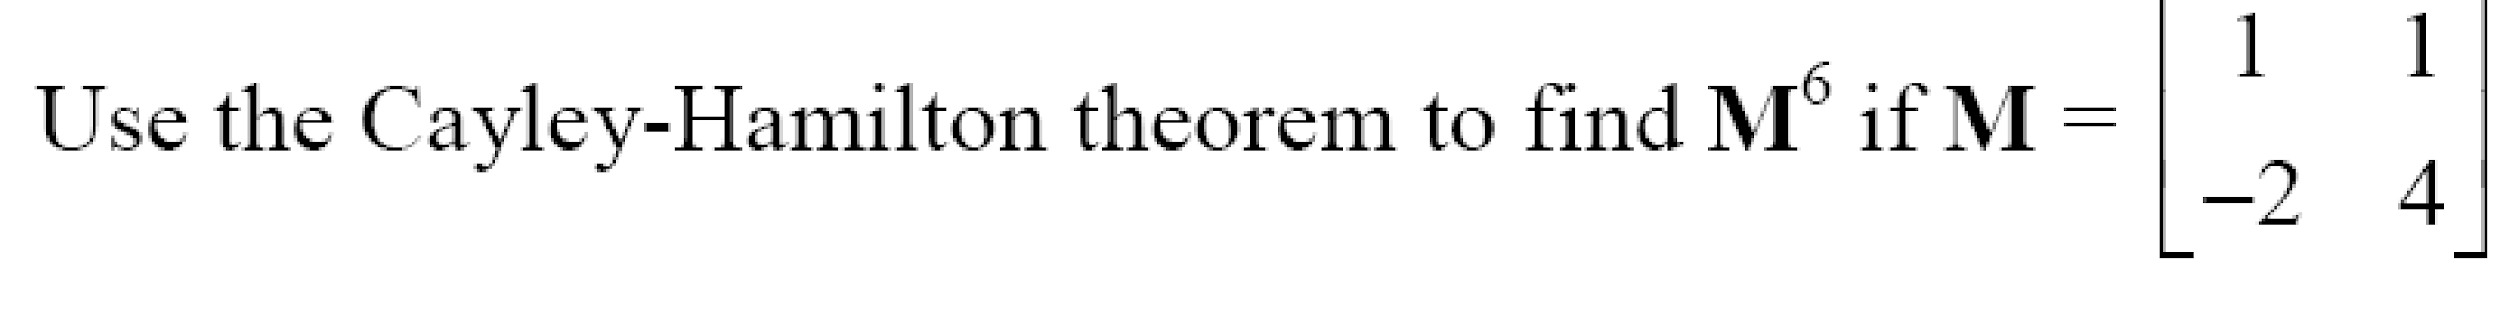 Use the Cayley-Hamilton theorem to find M⁶ if M = [1 1
−2 4]